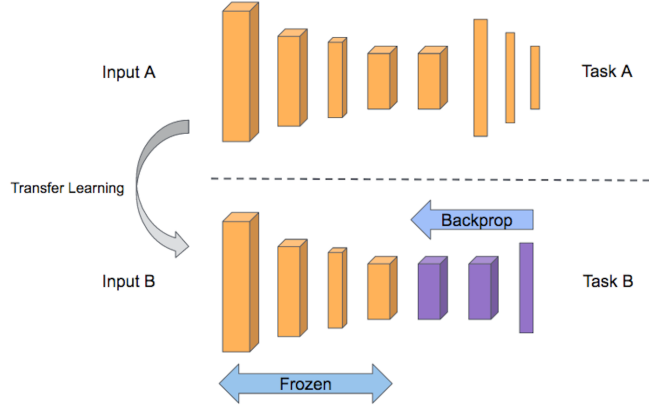 Input A
Task A
Transfer Learning
Backprop
Input B
Task B
Frozen